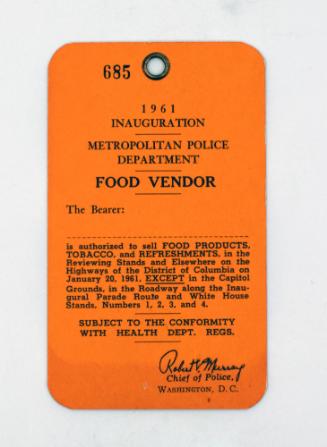 685
1961
INAUGURATION
METROPOLITAN POLICE
DEPARTMENT
FOOD VENDOR
The Bearer:
is authorized to sell FOOD PRODUCTS,
TOBACCO, and REFRESHMENTS, in the
Reviewing Stands and Elsewhere on the
Highways of the District of Columbia on
January 20, 1961, EXCEPT in the Capitol
Grounds, in the Roadway along the Inau-
gural Parade Route and White House
Stands, Numbers 1, 2, 3, and 4.
SUBJECT TO THE CONFORMITY
WITH HEALTH DEPT. REGS.
Robert V. Murray
Chief of Police,
WASHINGTON, D. C.